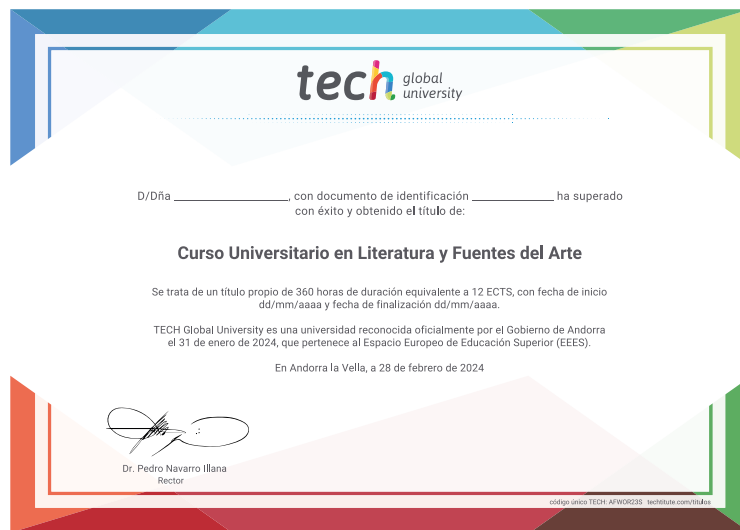 tech global university
D/Dña ____________________, con documento de identificación ______________ ha superado
con éxito y obtenido el título de:
Curso Universitario en Literatura y Fuentes del Arte
Se trata de un título propio de 360 horas de duración equivalente a 12 ECTS, con fecha de inicio
dd/mm/aaaa y fecha de finalización dd/mm/aaaa.
TECH Global University es una universidad reconocida oficialmente por el Gobierno de Andorra
el 31 de enero de 2024, que pertenece al Espacio Europeo de Educación Superior (EEES).
En Andorra la Vella, a 28 de febrero de 2024
Dr. Pedro Navarro Illana
Rector
código único TECH: AFWOR23S techtitute.com/titulos